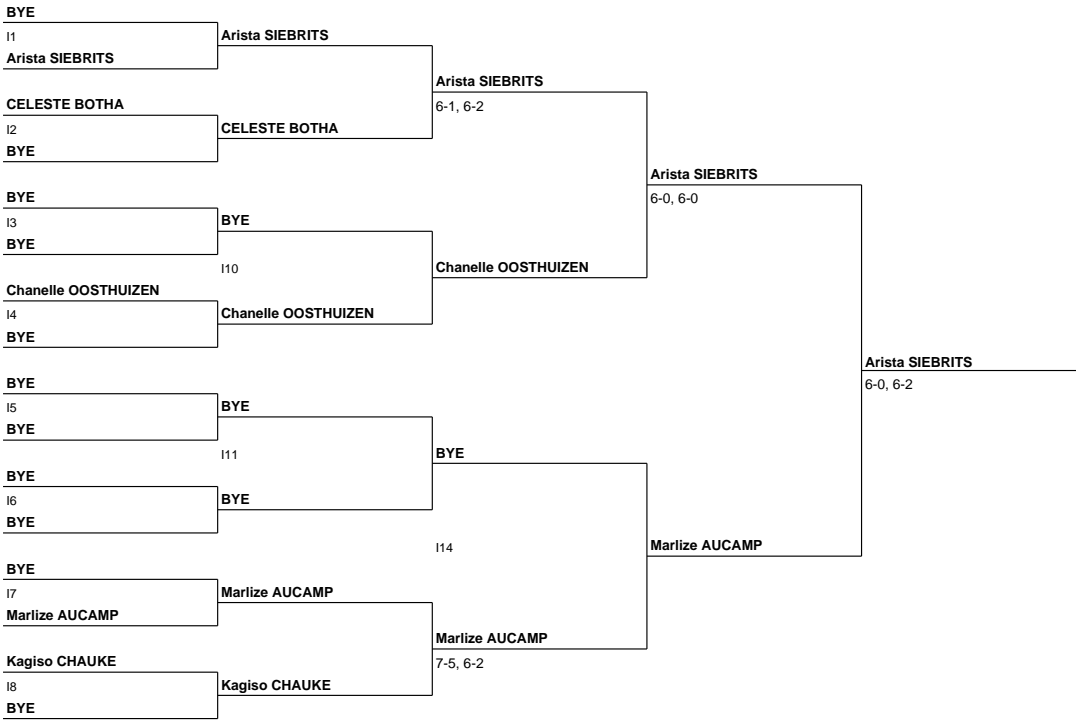 BYE
I1
Arista SIEBRITS
CELESTE BOTHA
I2
BYE
BYE
I3
BYE
Chanelle OOSTHUIZEN
I4
BYE
BYE
I5
BYE
BYE
I6
BYE
BYE
I7
Marlize AUCAMP
Kagiso CHAUKE
I8
BYE
Arista SIEBRITS
CELESTE BOTHA
BYE
I10
Chanelle OOSTHUIZEN
BYE
I11
BYE
Marlize AUCAMP
Kagiso CHAUKE
Arista SIEBRITS
6-1, 6-2
Chanelle OOSTHUIZEN
BYE
I14
Marlize AUCAMP
7-5, 6-2
Arista SIEBRITS
6-0, 6-0
Marlize AUCAMP
Arista SIEBRITS
6-0, 6-2